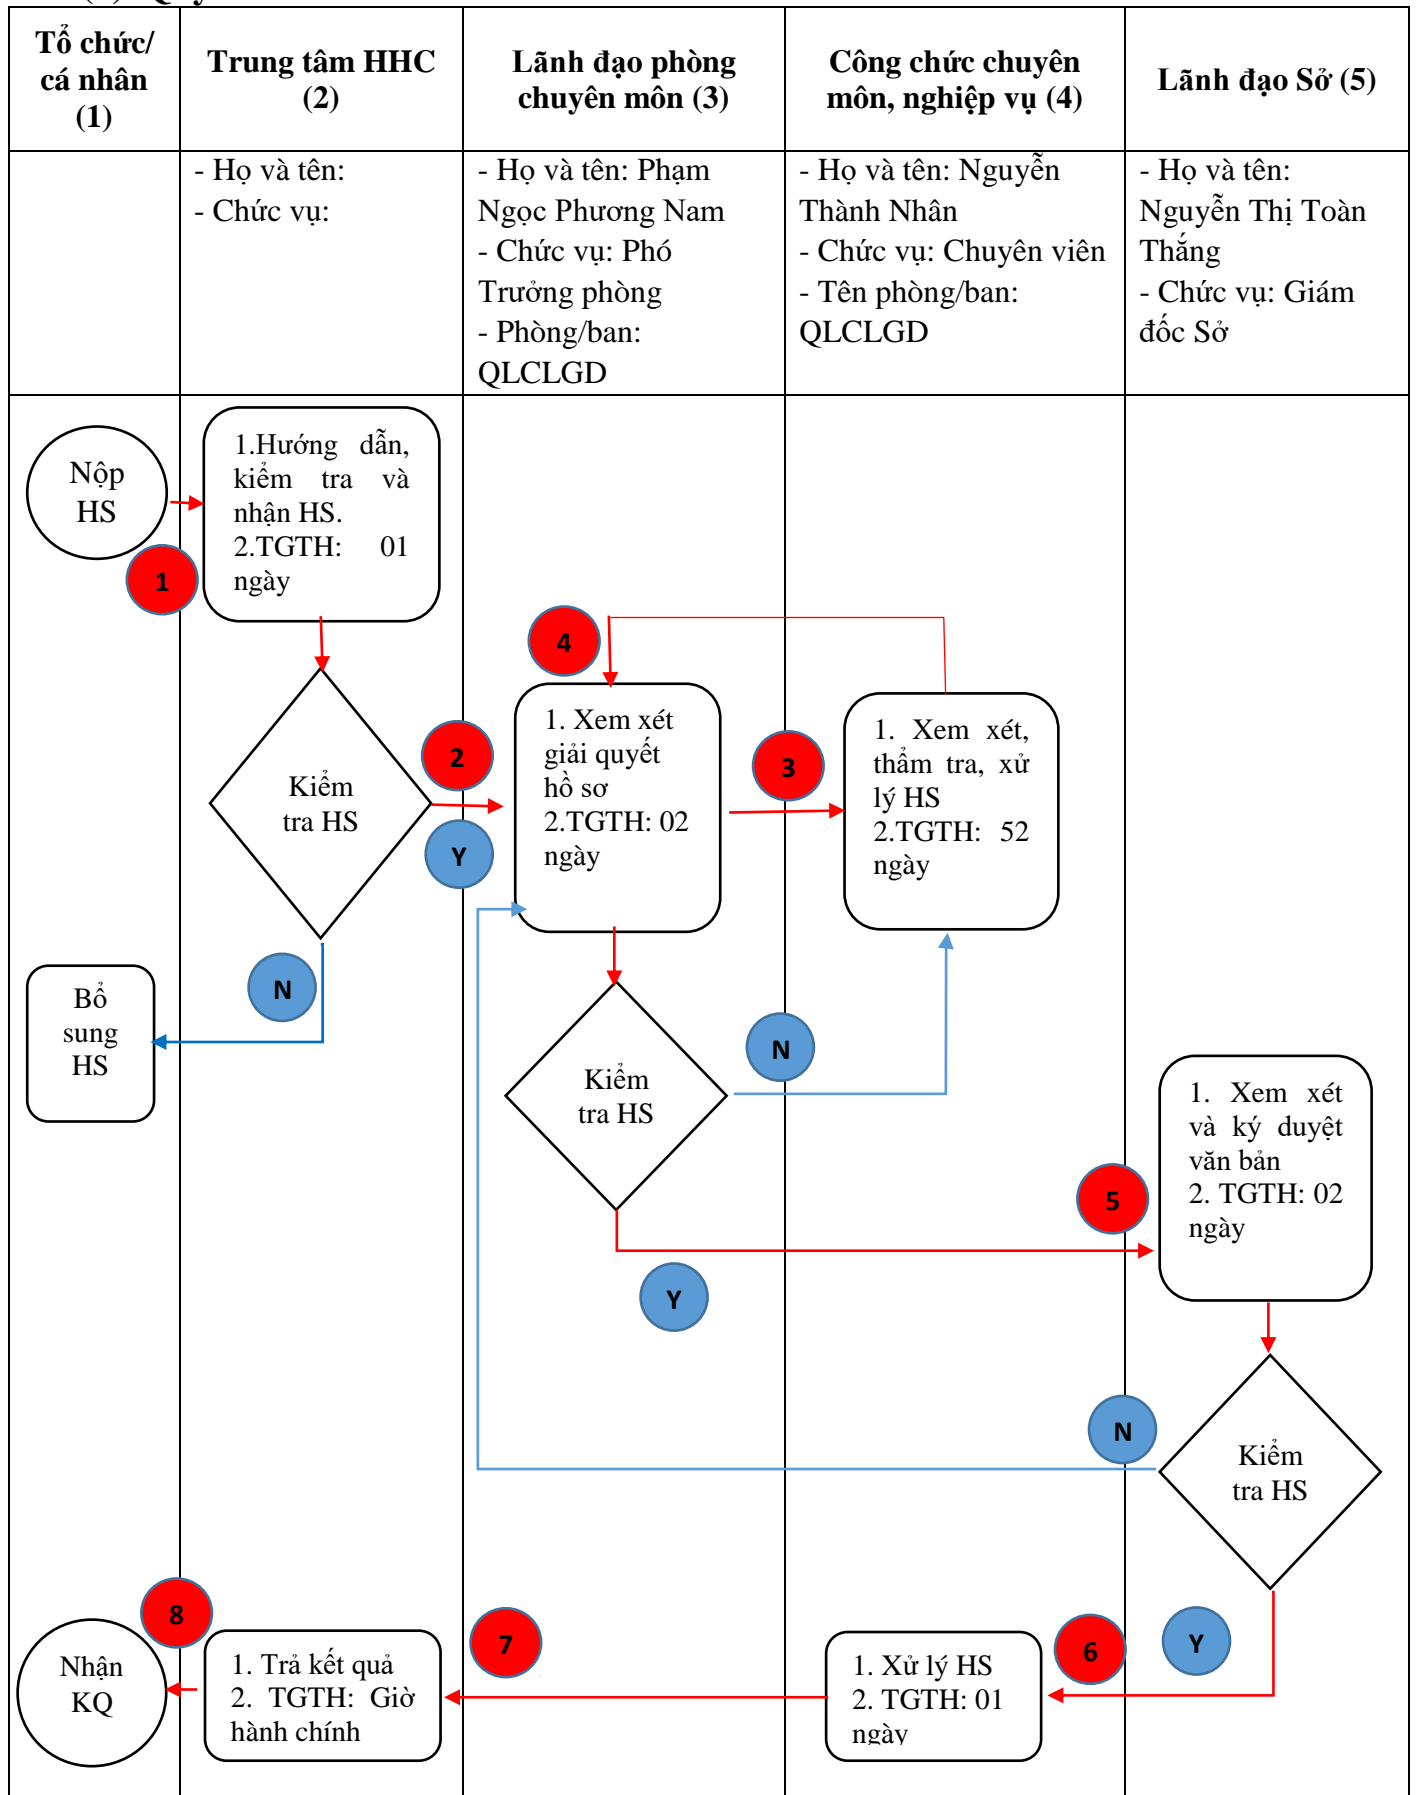 Tổ chức/
cá nhân
(1)
Trung tâm HHC
(2)
Lãnh đạo phòng
chuyên môn (3)
Công chức chuyên
môn, nghiệp vụ (4)
Lãnh đạo Sở (5)
- Họ và tên:
- Chức vụ:
- Họ và tên: Phạm
Ngọc Phương Nam
- Chức vụ: Phó
Trưởng phòng
- Phòng/ban:
QLCLGD
- Họ và tên: Nguyễn
Thành Nhân
- Chức vụ: Chuyên viên
- Tên phòng/ban:
QLCLGD
- Họ và tên:
Nguyễn Thị Toàn
Thắng
- Chức vụ: Giám
đốc Sở
Nộp
HS
1
1.Hướng dẫn,
kiểm tra và
nhận HS.
2.TGTH: 01
ngày
4
Kiểm
tra HS
2
Y
1. Xem xét
giải quyết
hồ sơ
2.TGTH: 02
ngày
3
1. Xem xét,
thẩm tra, xử
lý HS
2.TGTH: 52
ngày
N
Bổ
sung
HS
Kiểm
tra HS
N
1. Xem xét
và ký duyệt
văn bản
2. TGTH: 02
ngày
5
Y
N
Kiểm
tra HS
8
Nhận
KQ
1. Trả kết quả
2. TGTH: Giờ
hành chính
7
1. Xử lý HS
2. TGTH: 01
ngày
6
Y